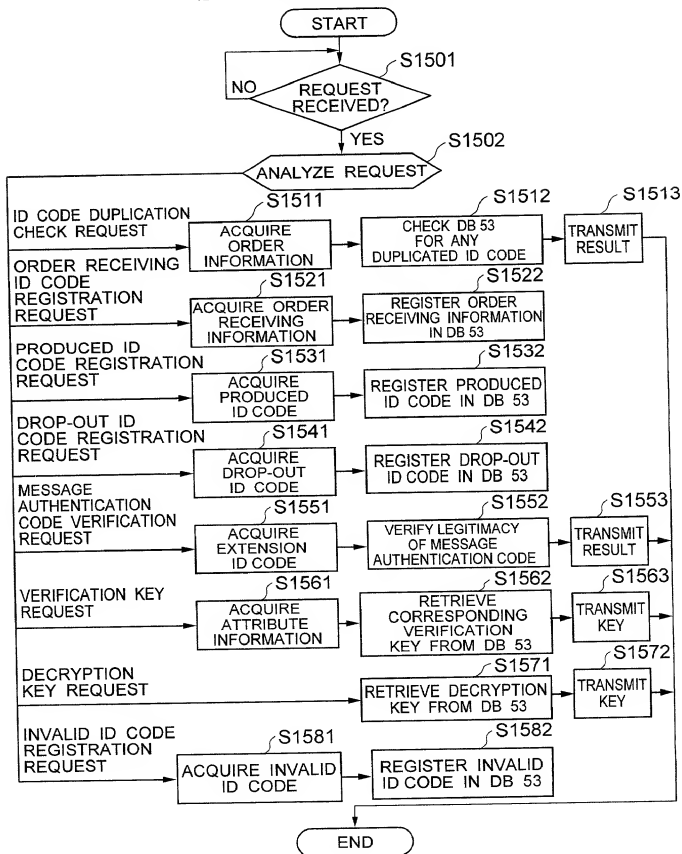 START
S1501
NO
REQUEST
RECEIVED?
YES
S1502
ANALYZE REQUEST
ID CODE DUPLICATION
CHECK REQUEST
S1511
ACQUIRE
ORDER
INFORMATION
S1512
CHECK DB 53
FOR ANY
DUPLICATED ID CODE
S1513
TRANSMIT
RESULT
ORDER RECEIVING
ID CODE
REGISTRATION
REQUEST
S1521
ACQUIRE ORDER
RECEIVING
INFORMATION
S1522
REGISTER ORDER
RECEIVING INFORMATION
IN DB 53
PRODUCED ID
CODE REGISTRATION
REQUEST
S1531
ACQUIRE
PRODUCED
ID CODE
S1532
REGISTER PRODUCED
ID CODE IN DB 53
DROP-OUT ID
CODE REGISTRATION
REQUEST
S1541
ACQUIRE
DROP-OUT
ID CODE
S1542
REGISTER DROP-OUT
ID CODE IN DB 53
MESSAGE
AUTHENTICATION
CODE VERIFICATION
REQUEST
S1551
ACQUIRE
EXTENSION
ID CODE
S1552
VERIFY LEGITIMACY
OF MESSAGE
AUTHENTICATION CODE
S1553
TRANSMIT
RESULT
VERIFICATION KEY
REQUEST
S1561
ACQUIRE
ATTRIBUTE
INFORMATION
S1562
RETRIEVE
CORRESPONDING
VERIFICATION
KEY FROM DB 53
S1563
TRANSMIT
KEY
DECRYPTION
KEY REQUEST
S1571
RETRIEVE DECRYPTION
KEY FROM DB 53
S1572
TRANSMIT
KEY
INVALID ID CODE
REGISTRATION
REQUEST
S1581
ACQUIRE INVALID
ID CODE
S1582
REGISTER INVALID
ID CODE IN DB 53
END